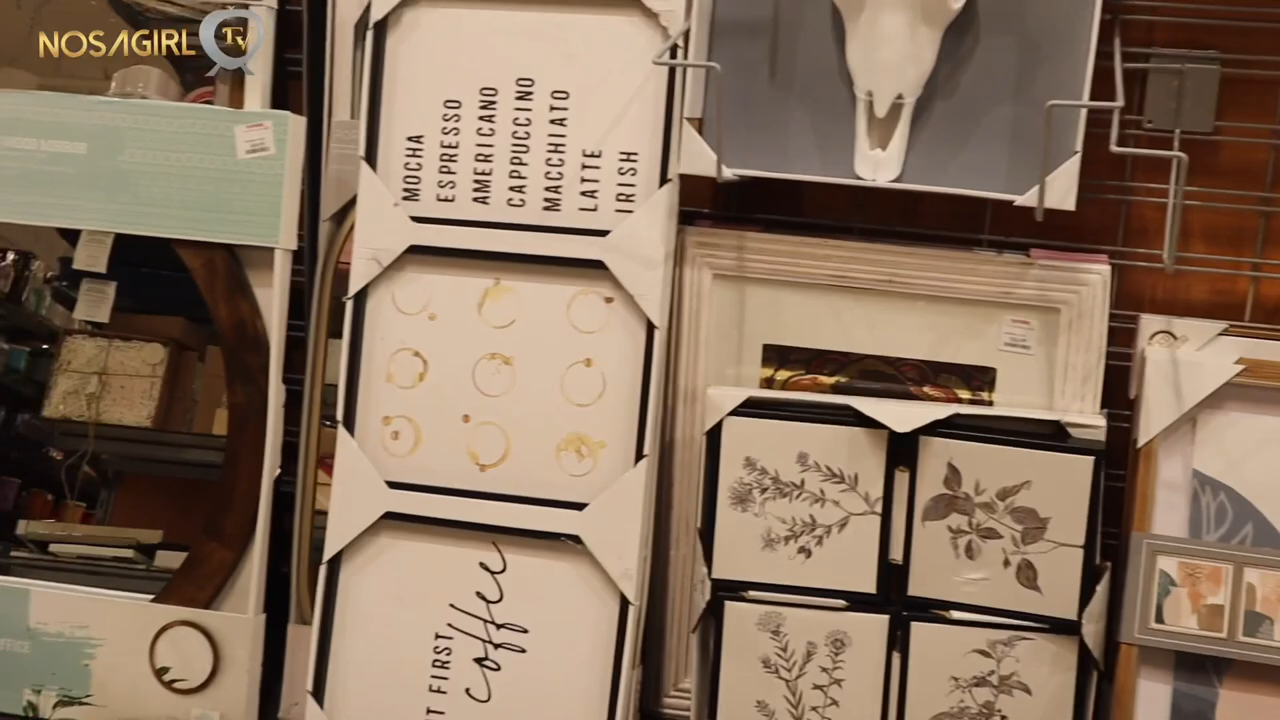 NOSAGIRL TV
MOCHA
ESPRESSO
AMERICANO
CAPPUCCINO
MACCHIATO
LATTE
IRISH
T FIRST
coffee